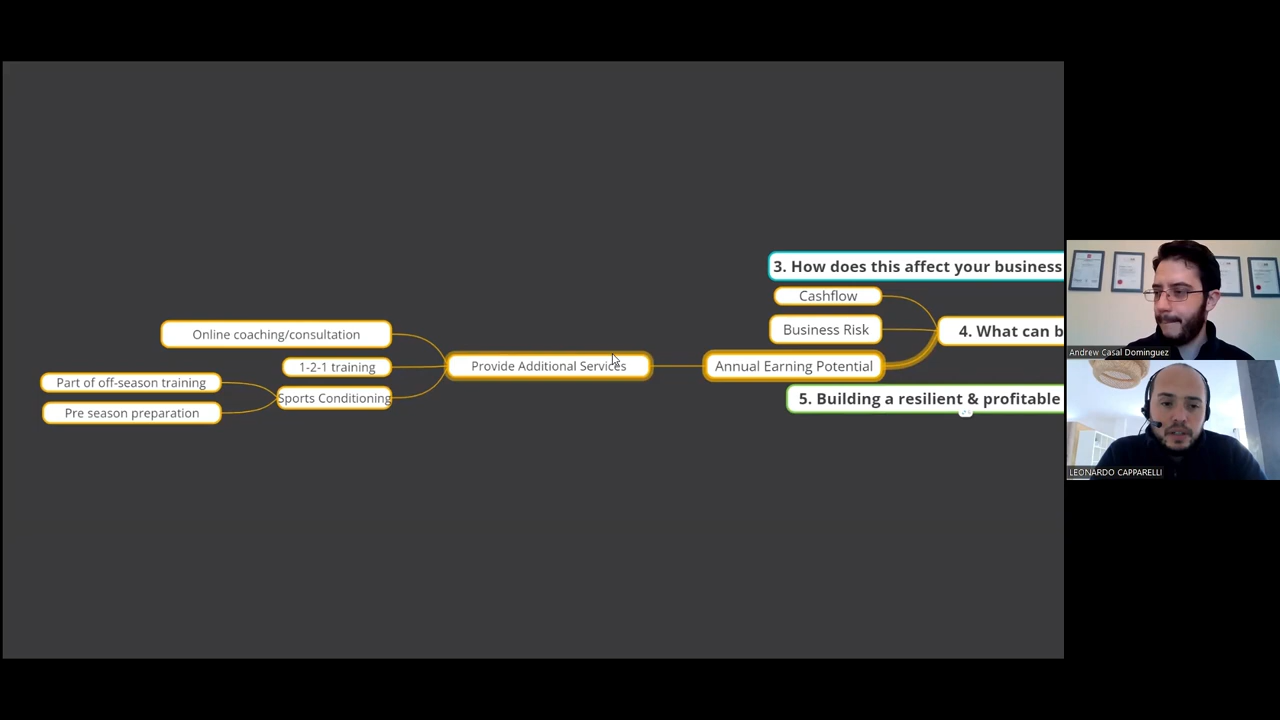 3. How does this affect your business
Cashflow
Business Risk
4. What can b
Annual Earning Potential
5. Building a resilient & profitable
Provide Additional Services
Online coaching/consultation
1-2-1 training
Sports Conditioning
Part of off-season training
Pre season preparation
Andrew Casal Dominguez
LEONARDO CAPPARELLI